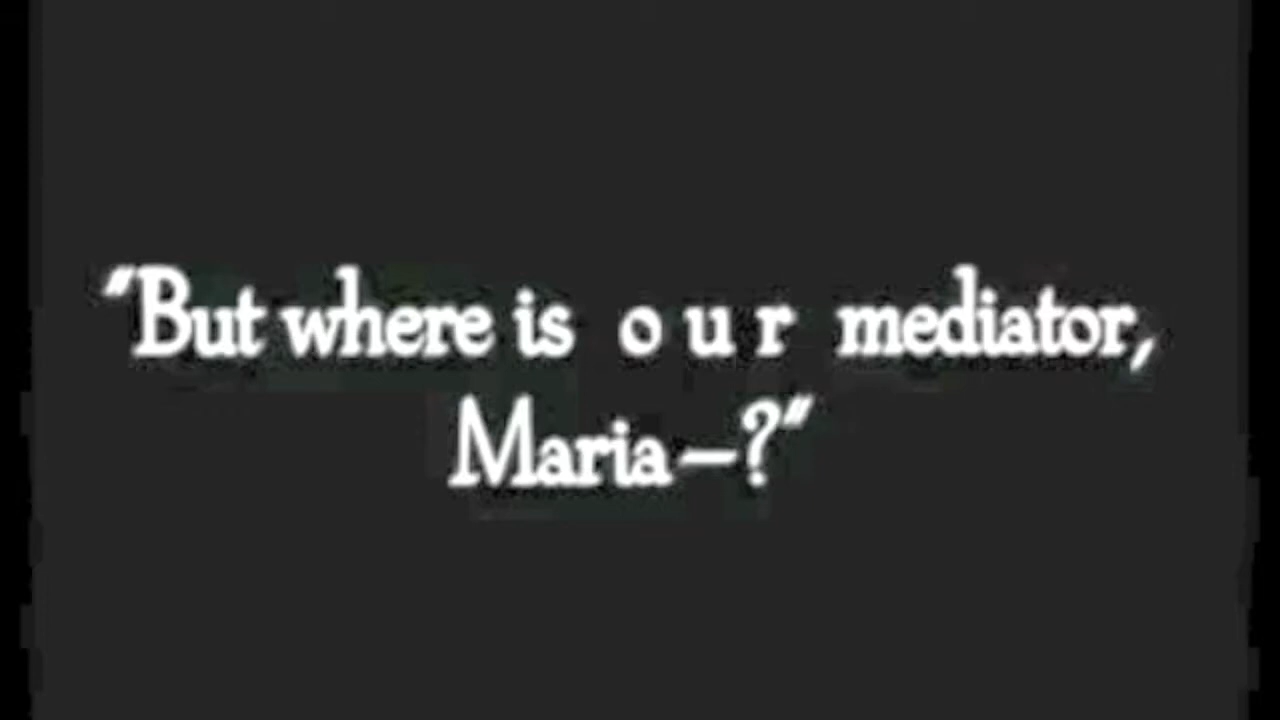 "But where is o u r mediator,
Maria—?"